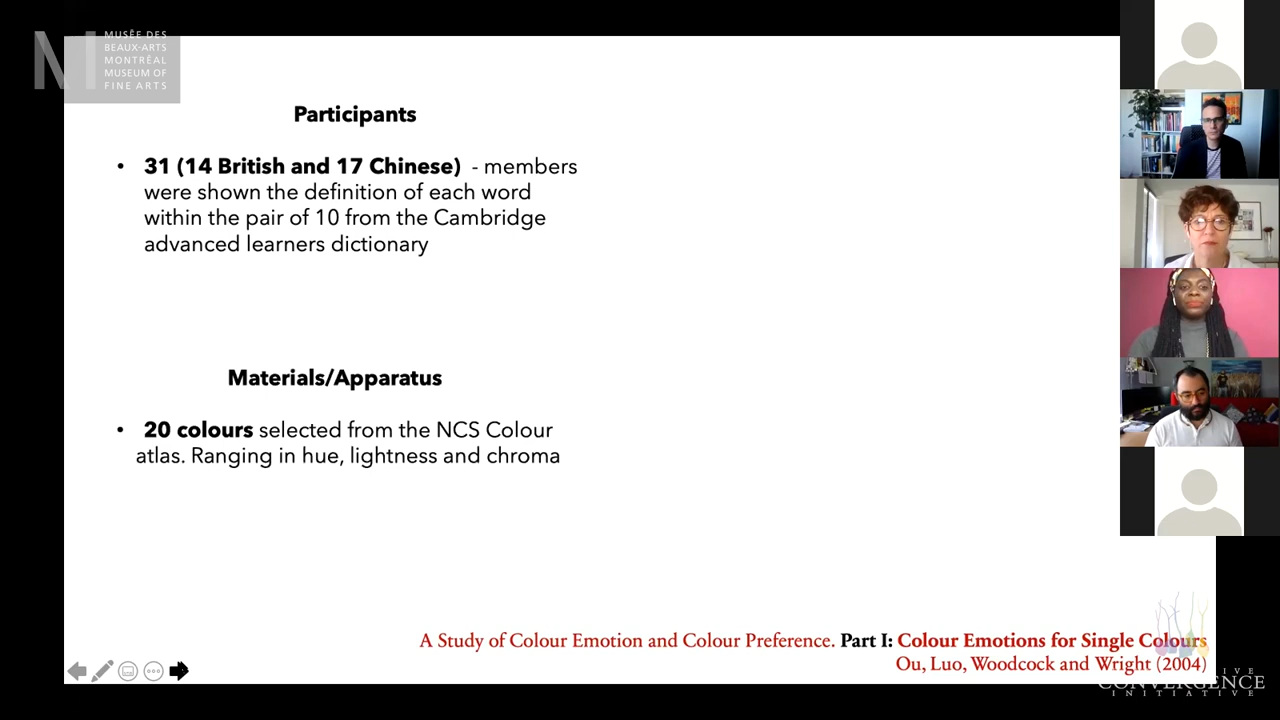 MUSÉE DES
BEAUX-ARTS
MONTRÉAL
MUSEUM OF
FINE ARTS
Participants
• 31 (14 British and 17 Chinese) - members
were shown the definition of each word
within the pair of 10 from the Cambridge
advanced learners dictionary
Materials/Apparatus
• 20 colours selected from the NCS Colour
atlas. Ranging in hue, lightness and chroma
A Study of Colour Emotion and Colour Preference. Part I: Colour Emotions for Single Colours
Ou, Luo, Woodcock and Wright (2004)
CONVERGENCE
INITIATIVE